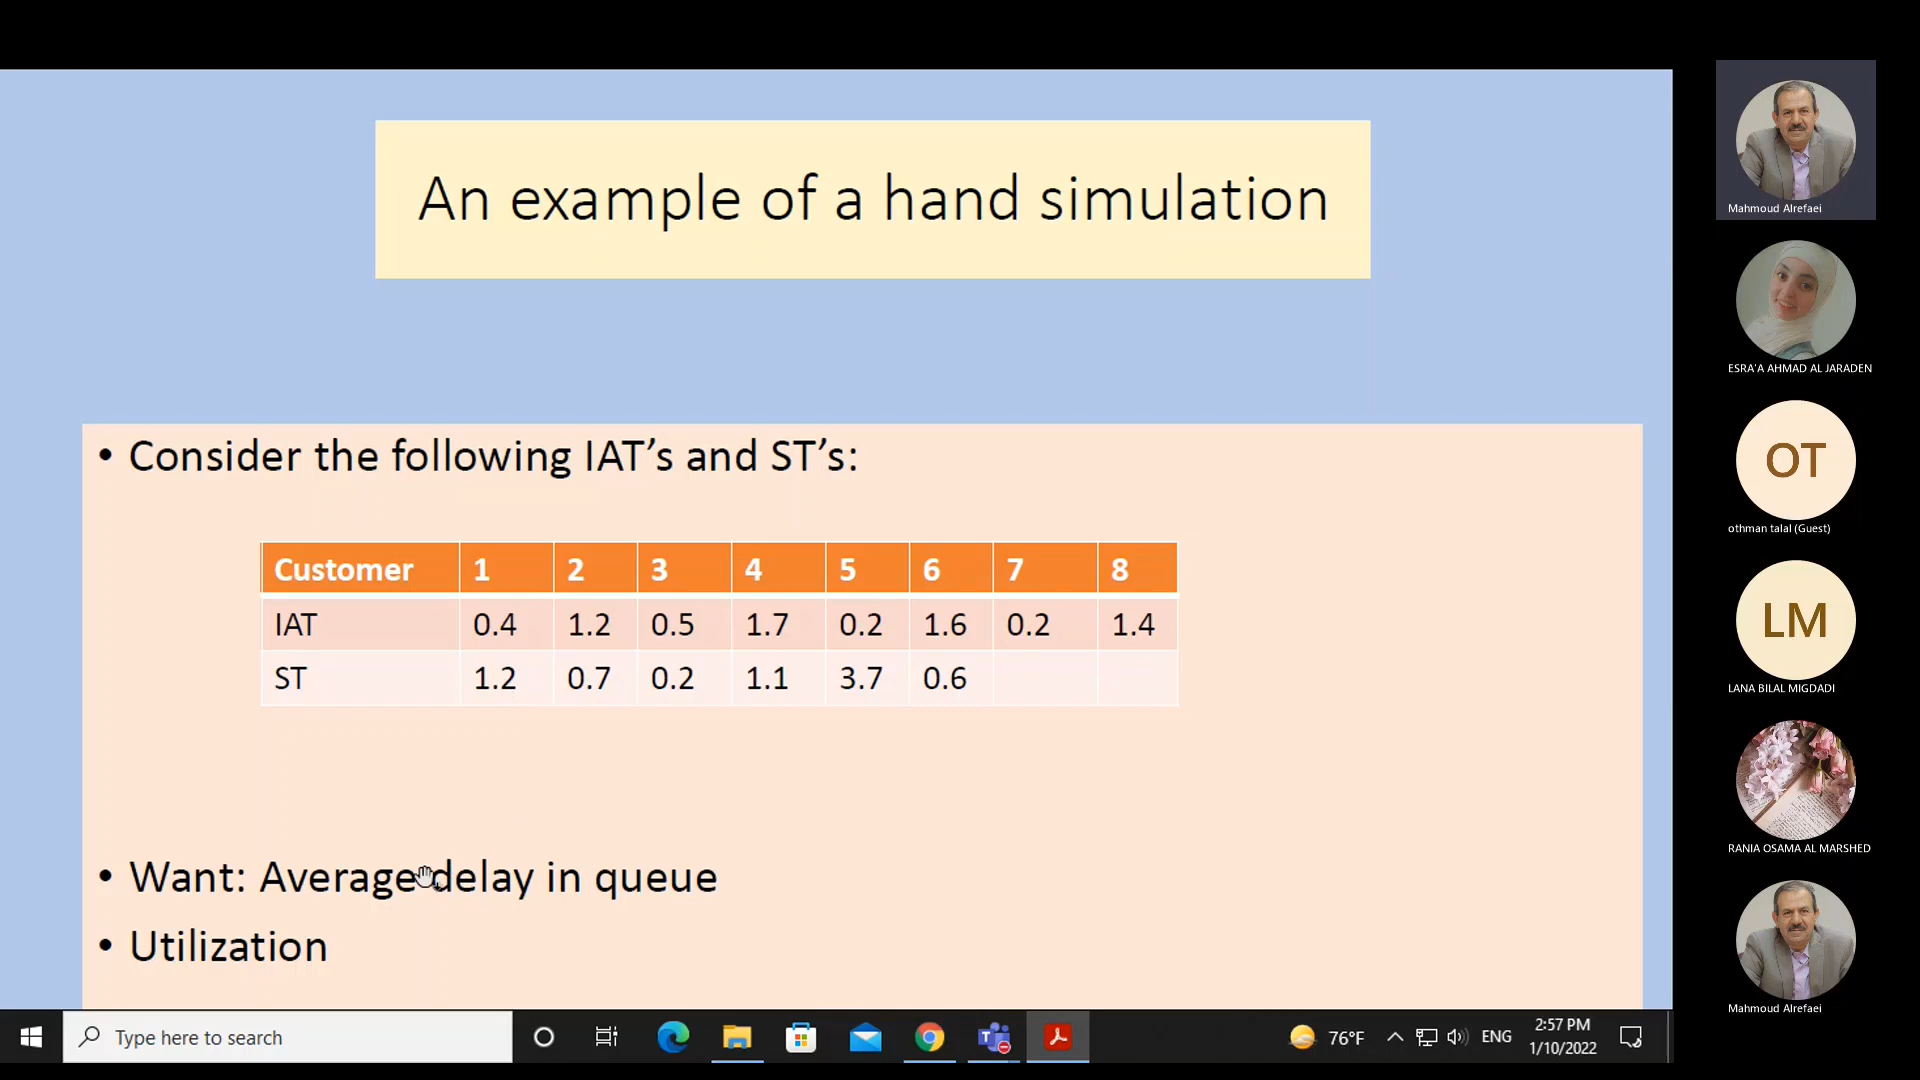 An example of a hand simulation
• Consider the following IAT’s and ST’s:
Customer 1 2 3 4 5 6 7 8
IAT 0.4 1.2 0.5 1.7 0.2 1.6 0.2 1.4
ST 1.2 0.7 0.2 1.1 3.7 0.6
• Want: Average delay in queue
• Utilization
Type here to search
76°F
ENG
2:57 PM
1/10/2022
Mahmoud Alrefaei
ESRA'A AHMAD AL JARADEN
OT
othman talal (Guest)
LM
LANA BILAL MIGDADI
RANIA OSAMA AL MARSHED
Mahmoud Alrefaei